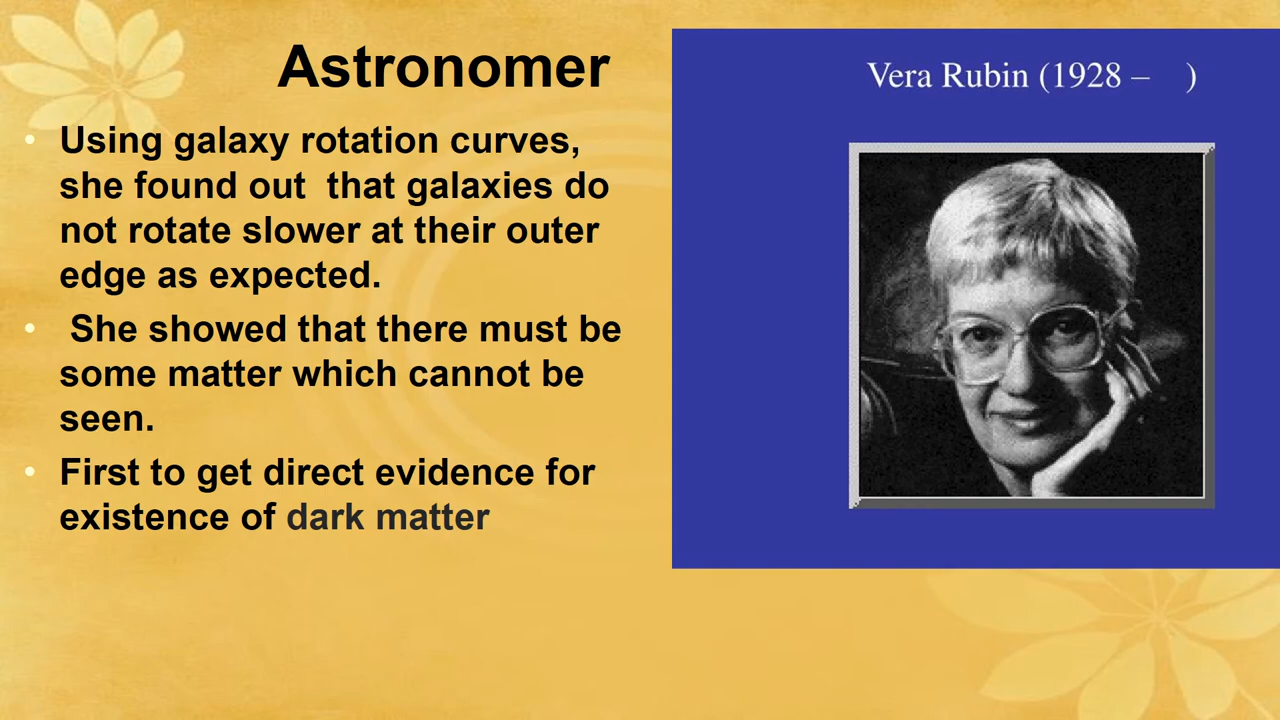 Astronomer
• Using galaxy rotation curves,
she found out  that galaxies do
not rotate slower at their outer
edge as expected.
•  She showed that there must be
some matter which cannot be
seen.
• First to get direct evidence for
existence of dark matter
Vera Rubin (1928 –    )